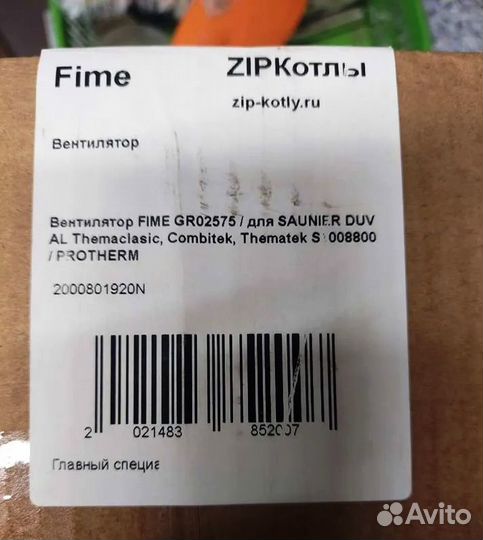 Fime
ZIPКотлы
zip-kotly.ru
Вентилятор
Вентилятор FIME GR02575 / для SAUNIER DUV
AL Themaclasic, Combitek, Thematek 008800
/ PROTHERM
2000801920N
2 021483 852007
Главный специа
Avito